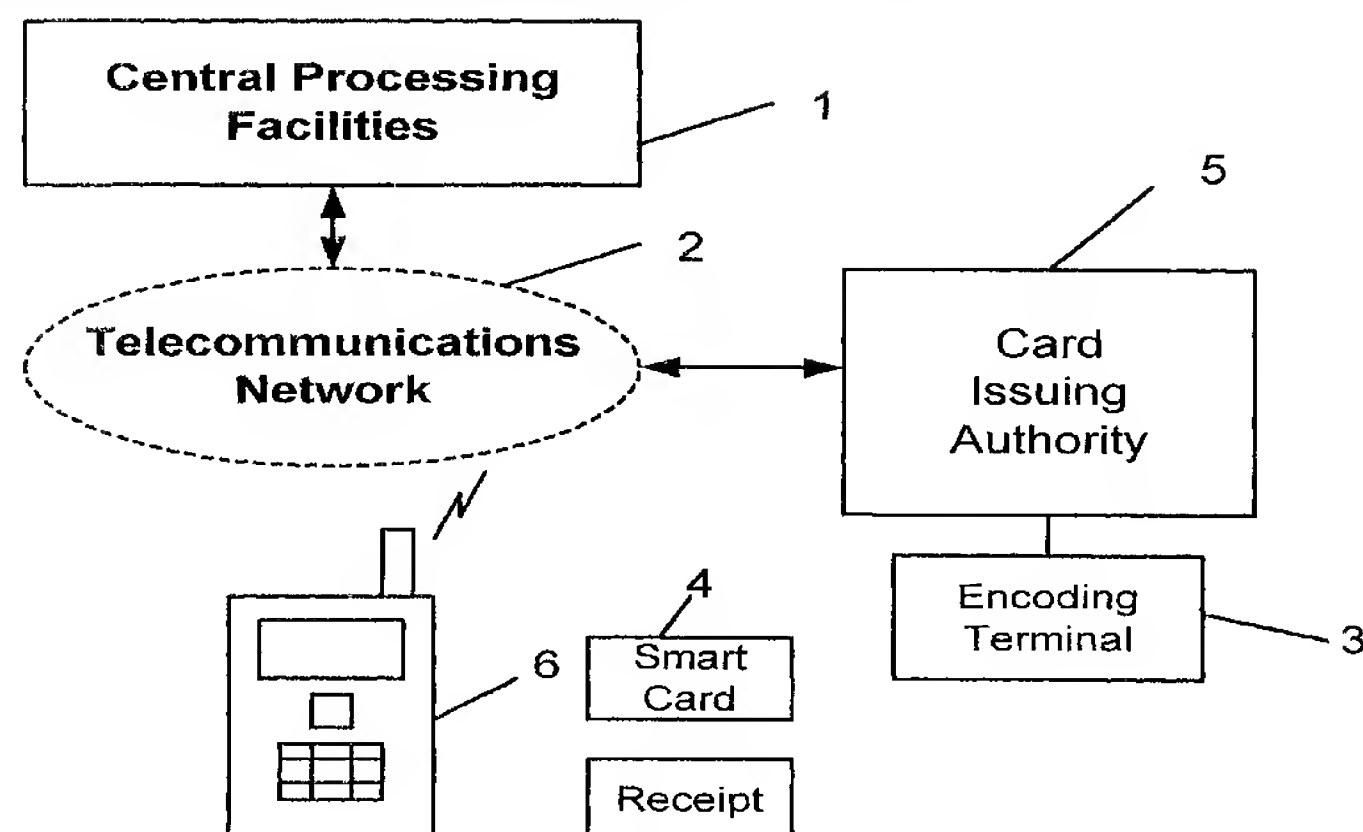 Central Processing
Facilities
1
5
2
Telecommunications
Network
Card
Issuing
Authority
4
Encoding
Terminal
3
6
Smart
Card
Receipt